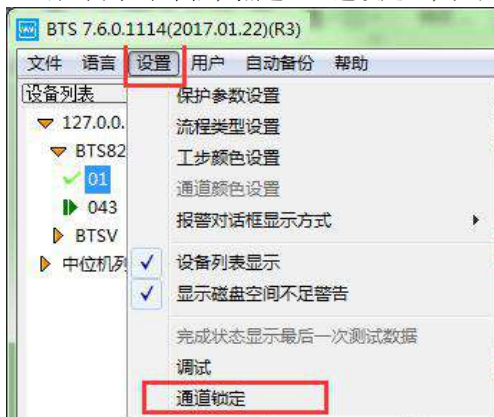 BTS 7.6.0.1114(2017.01.22)(R3)
文件 语言 设置 用户 自动备份 帮助
设备列表
127.0.0.
BTS82
01
043
BTSV
中位机列
保护参数设置
流程类型设置
工步颜色设置
通道颜色设置
报警对话框显示方式
设备列表显示
显示磁盘空间不足警告
完成状态显示最后一次测试数据
调试
通道锁定